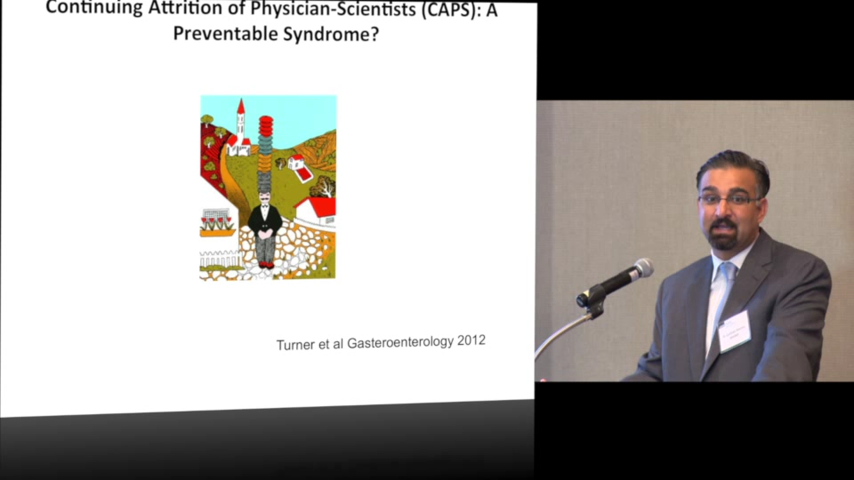 Continuing Attrition of Physician-Scientists (CAPS): A
Preventable Syndrome?
Turner et al Gasteroenterology 2012